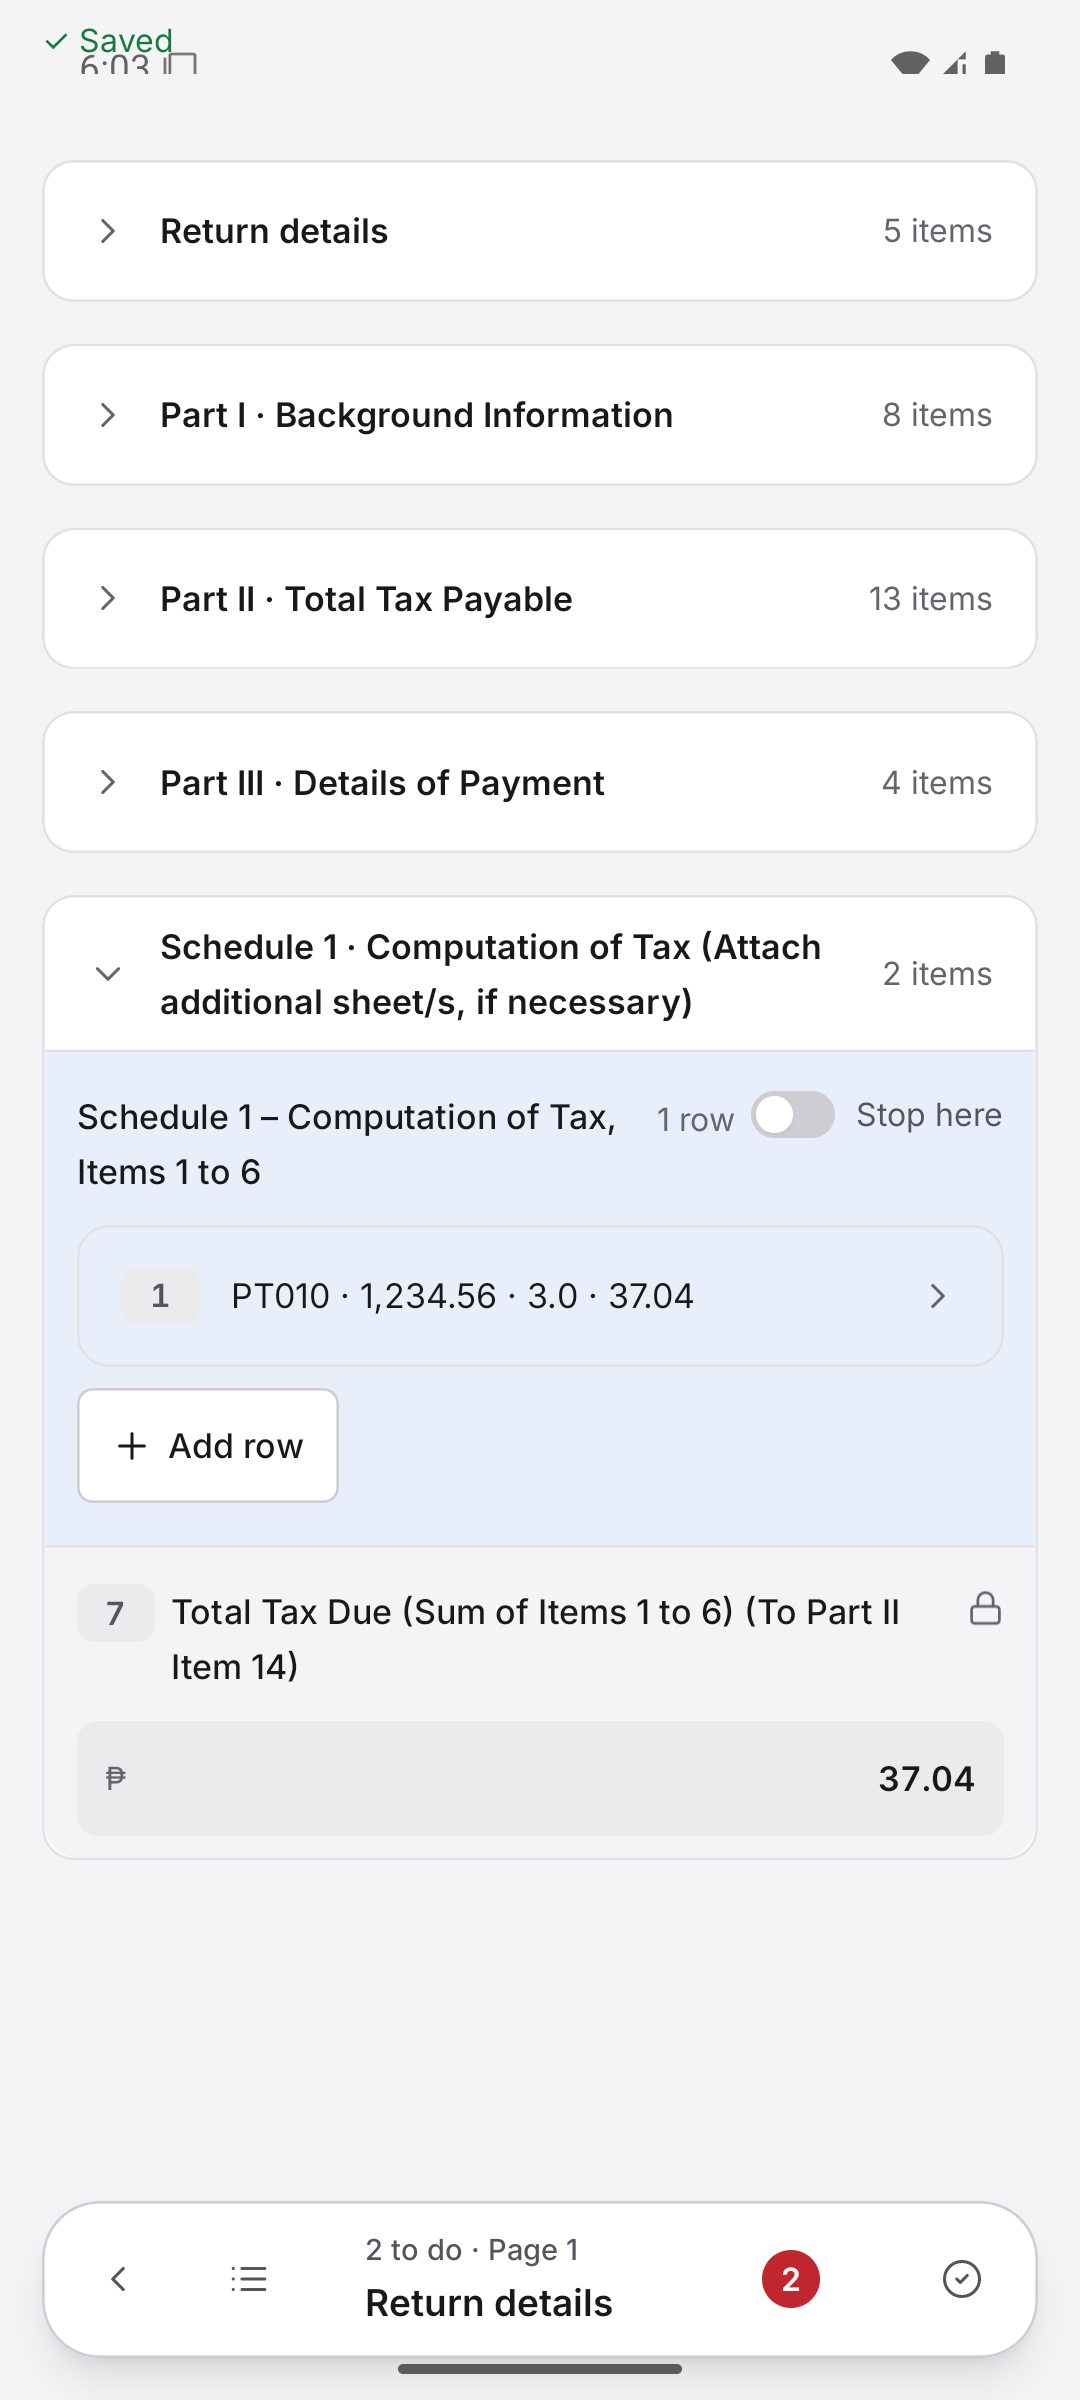 Saved
6:03
Return details
5 items
Part I · Background Information
8 items
Part II · Total Tax Payable
13 items
Part III · Details of Payment
4 items
Schedule 1 · Computation of Tax (Attach
additional sheet/s, if necessary)
2 items
Schedule 1 – Computation of Tax,
Items 1 to 6
1 row
Stop here
1
PT010 · 1,234.56 · 3.0 · 37.04
Add row
7
Total Tax Due (Sum of Items 1 to 6) (To Part II
Item 14)
₱
37.04
2 to do · Page 1
Return details
2